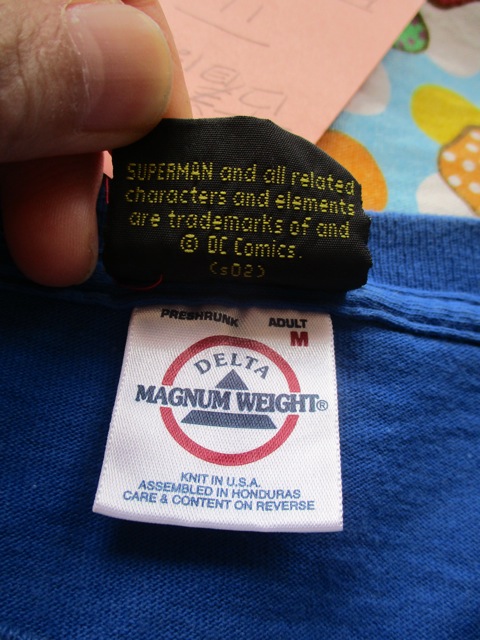 SUPERMAN and all related
characters and elements
are trademarks of and
© DC Comics.
(s02)
PRESHRUNK ADULT
M
DELTA
MAGNUM WEIGHT®
KNIT IN U.S.A.
ASSEMBLED IN HONDURAS
CARE & CONTENT ON REVERSE